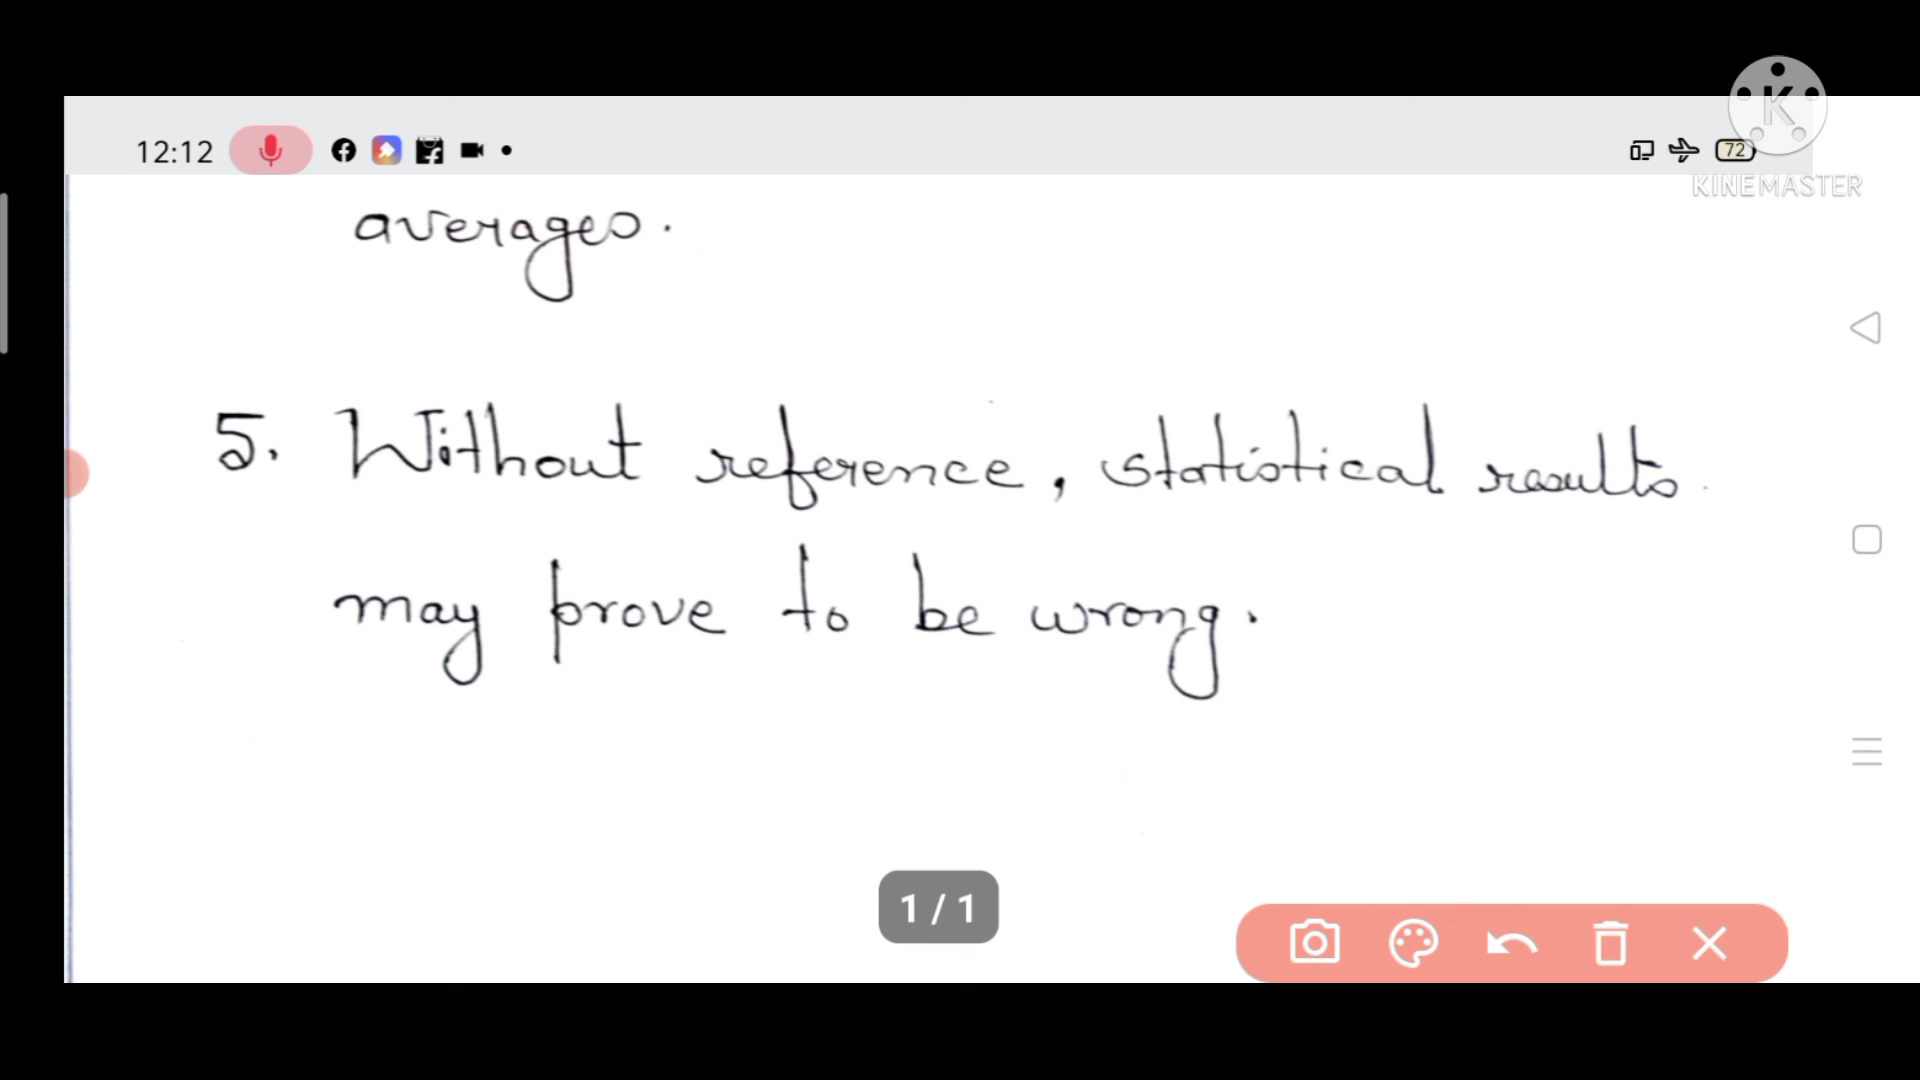 12:12
72
KINEMASTER
averages.
5. Without reference, statistical results
may prove to be wrong.
1 / 1